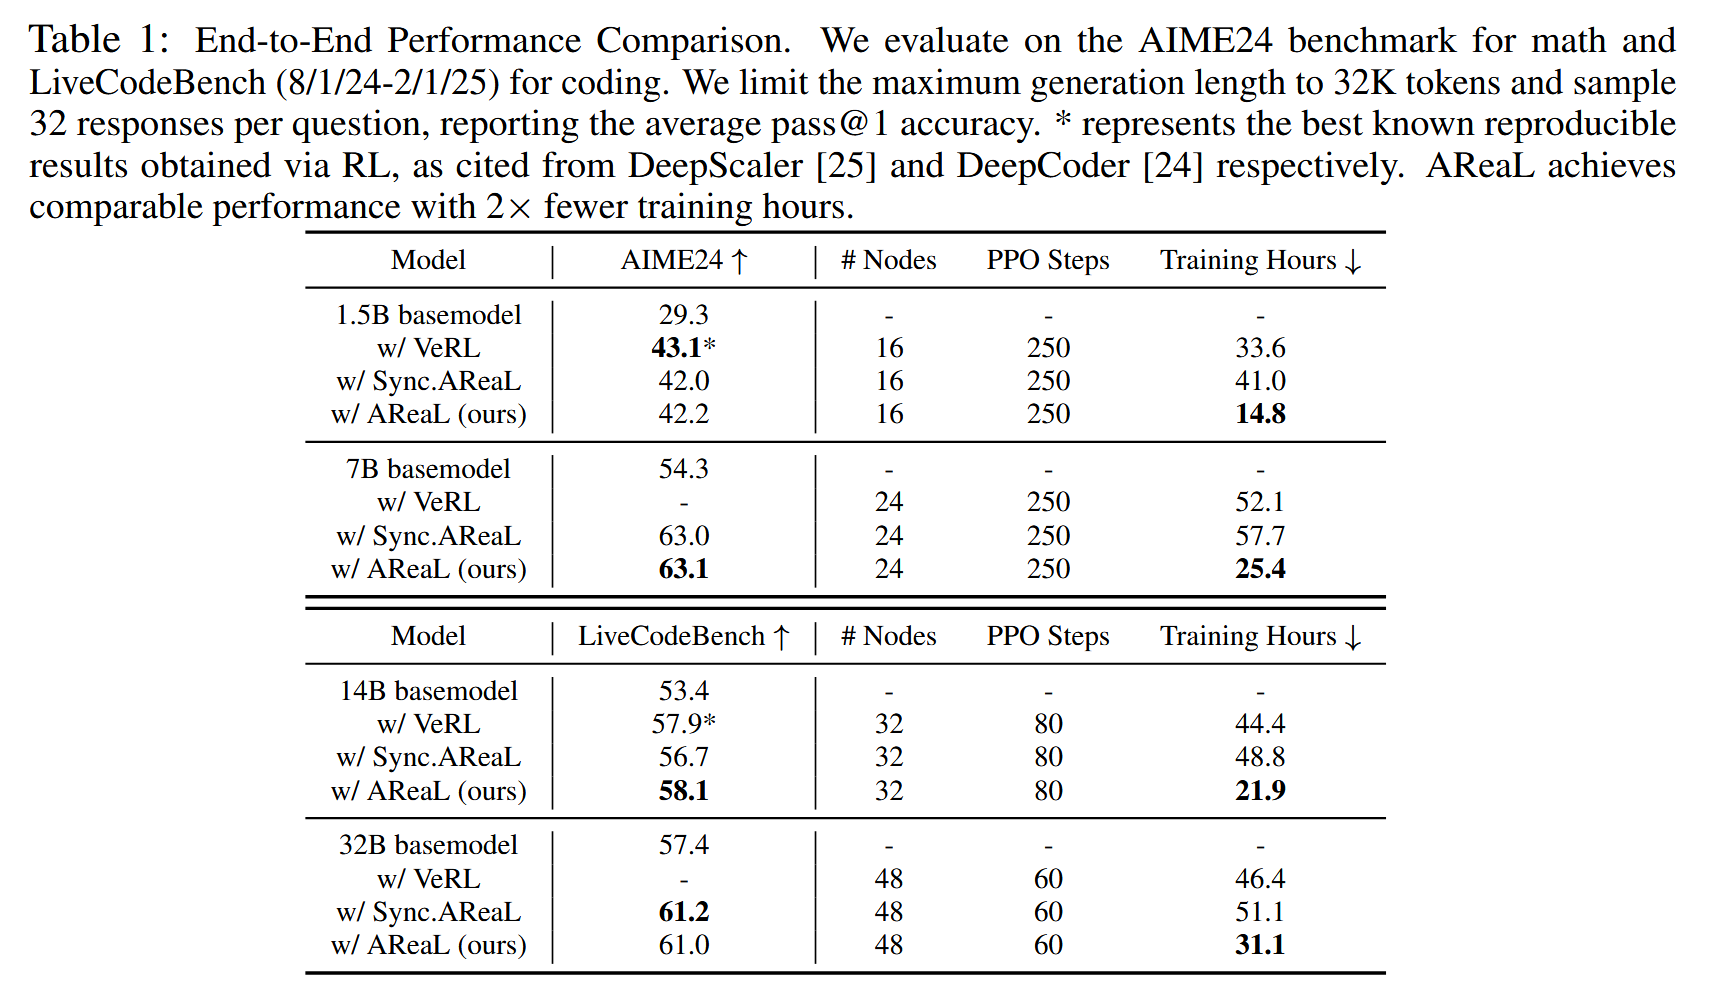 Table 1: End-to-End Performance Comparison. We evaluate on the AIME24 benchmark for math and
LiveCodeBench (8/1/24-2/1/25) for coding. We limit the maximum generation length to 32K tokens and sample
32 responses per question, reporting the average pass@1 accuracy. * represents the best known reproducible
results obtained via RL, as cited from DeepScaler [25] and DeepCoder [24] respectively. AReaL achieves
comparable performance with 2× fewer training hours.
Model AIME24 ↑ # Nodes PPO Steps Training Hours ↓
1.5B basemodel 29.3 - - -
w/ VeRL 43.1* 16 250 33.6
w/ Sync.AReaL 42.0 16 250 41.0
w/ AReaL (ours) 42.2 16 250 14.8
7B basemodel 54.3 - - -
w/ VeRL - 24 250 52.1
w/ Sync.AReaL 63.0 24 250 57.7
w/ AReaL (ours) 63.1 24 250 25.4
Model LiveCodeBench ↑ # Nodes PPO Steps Training Hours ↓
14B basemodel 53.4 - - -
w/ VeRL 57.9* 32 80 44.4
w/ Sync.AReaL 56.7 32 80 48.8
w/ AReaL (ours) 58.1 32 80 21.9
32B basemodel 57.4 - - -
w/ VeRL - 48 60 46.4
w/ Sync.AReaL 61.2 48 60 51.1
w/ AReaL (ours) 61.0 48 60 31.1